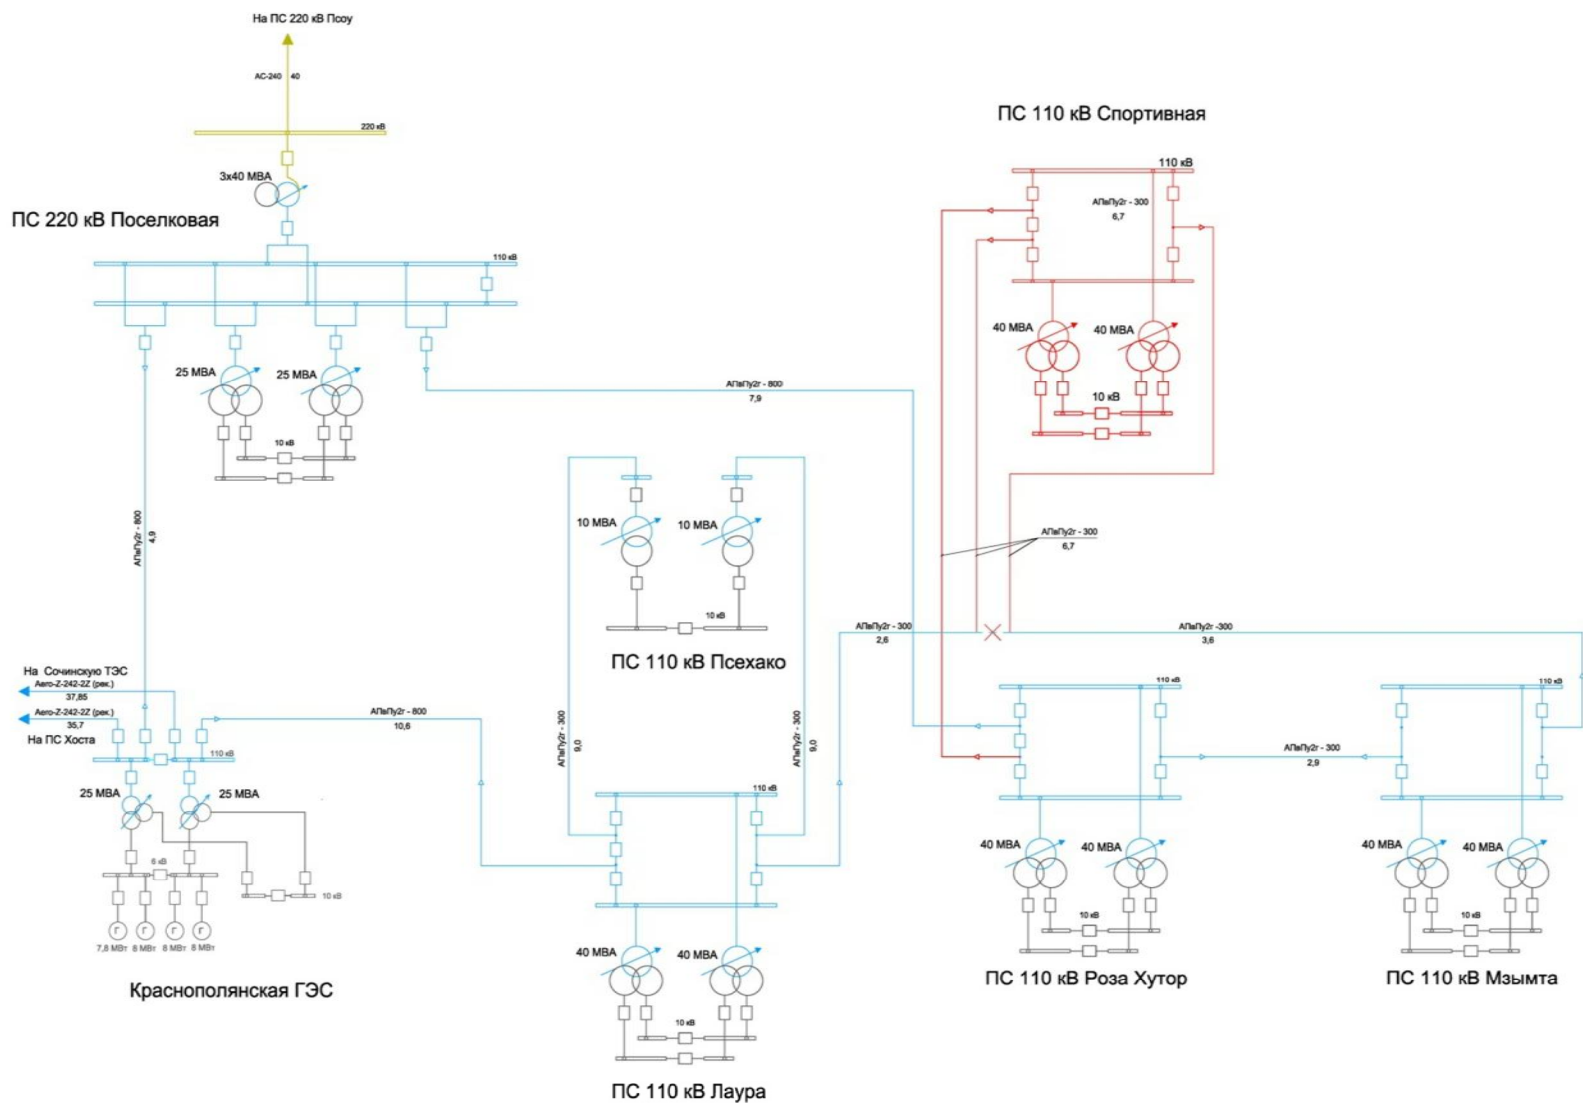 На ПС 220 кВ Псоу
АС-240 40
220 кВ
3х40 МВА
ПС 220 кВ Поселковая
110 кВ
25 МВА
25 МВА
10 кВ
АПвПу2г - 800
4,9
АПвПу2г - 800
7,9
ПС 110 кВ Спортивная
110 кВ
АПвПу2г - 300
6,7
40 МВА
40 МВА
10 кВ
АПвПу2г - 300
6,7
10 МВА
10 МВА
10 кВ
ПС 110 кВ Псехако
АПвПу2г - 300
9,0
АПвПу2г - 300
9,0
АПвПу2г - 300
2,6
АПвПу2г -300
3,6
На Сочинскую ТЭС
Aero-Z-242-2Z (рек.)
37,85
Aero-Z-242-2Z (рек.)
35,7
На ПС Хоста
АПвПу2г - 800
10,6
110 кВ
25 МВА
25 МВА
6 кВ
10 кВ
Г
Г
Г
Г
7,8 МВт
8 МВт
8 МВт
8 МВт
Краснополянская ГЭС
110 кВ
40 МВА
40 МВА
10 кВ
ПС 110 кВ Лаура
110 кВ
АПвПу2г - 300
2,9
40 МВА
40 МВА
10 кВ
ПС 110 кВ Роза Хутор
110 кВ
40 МВА
40 МВА
10 кВ
ПС 110 кВ Мзымта